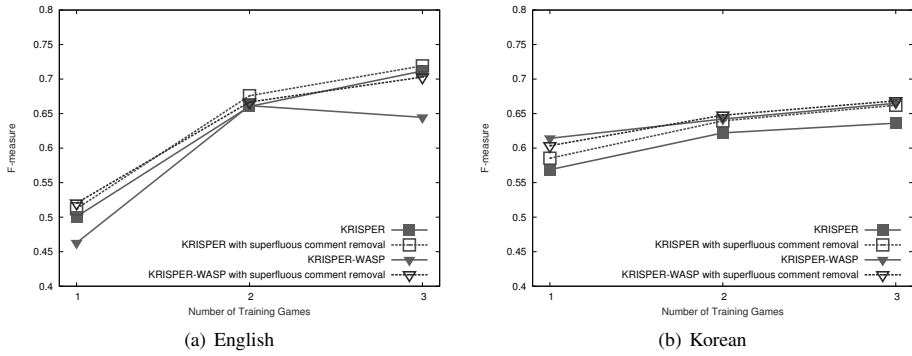 0.8
0.75
0.7
0.65
0.6
0.55
0.5
0.45
0.4
F-measure
1
2
3
Number of Training Games
KRISPER
KRISPER with superfluous comment removal
KRISPER-WASP
KRISPER-WASP with superfluous comment removal
(a) English
0.8
0.75
0.7
0.65
0.6
0.55
0.5
0.45
0.4
F-measure
1
2
3
Number of Training Games
KRISPER
KRISPER with superfluous comment removal
KRISPER-WASP
KRISPER-WASP with superfluous comment removal
(b) Korean